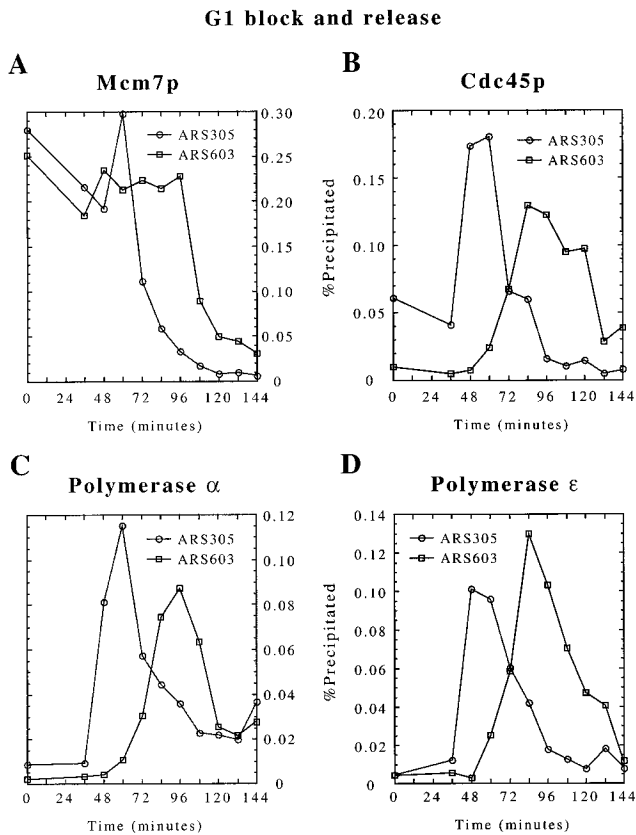 G1 block and release
A
Mcm7p
0.30
0.25
0.20
0.15
0.10
0.05
0
ARS305
ARS603
0 24 48 72 96 120 144
Time (minutes)
B
Cdc45p
%Precipitated
0.20
0.15
0.10
0.05
0
ARS305
ARS603
0 24 48 72 96 120 144
Time (minutes)
C
Polymerase α
0.12
0.10
0.08
0.06
0.04
0.02
0
ARS305
ARS603
0 24 48 72 96 120 144
Time (minutes)
D
Polymerase ε
%Precipitated
0.14
0.12
0.10
0.08
0.06
0.04
0.02
0
ARS305
ARS603
0 24 48 72 96 120 144
Time (minutes)